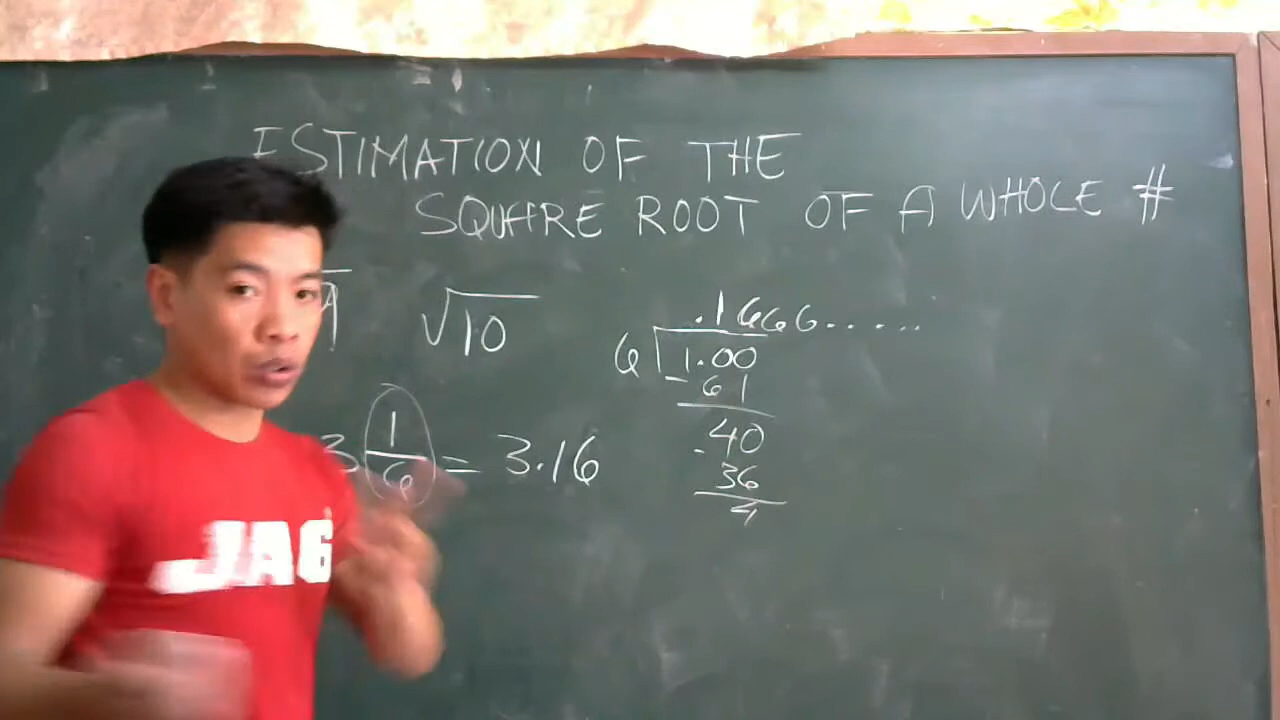 ESTIMATION OF THE
SQUARE ROOT OF A WHOLE #
√10
.1666......
6 1.00
- 61
40
- 36
4
3 1/6 = 3.16
JAG